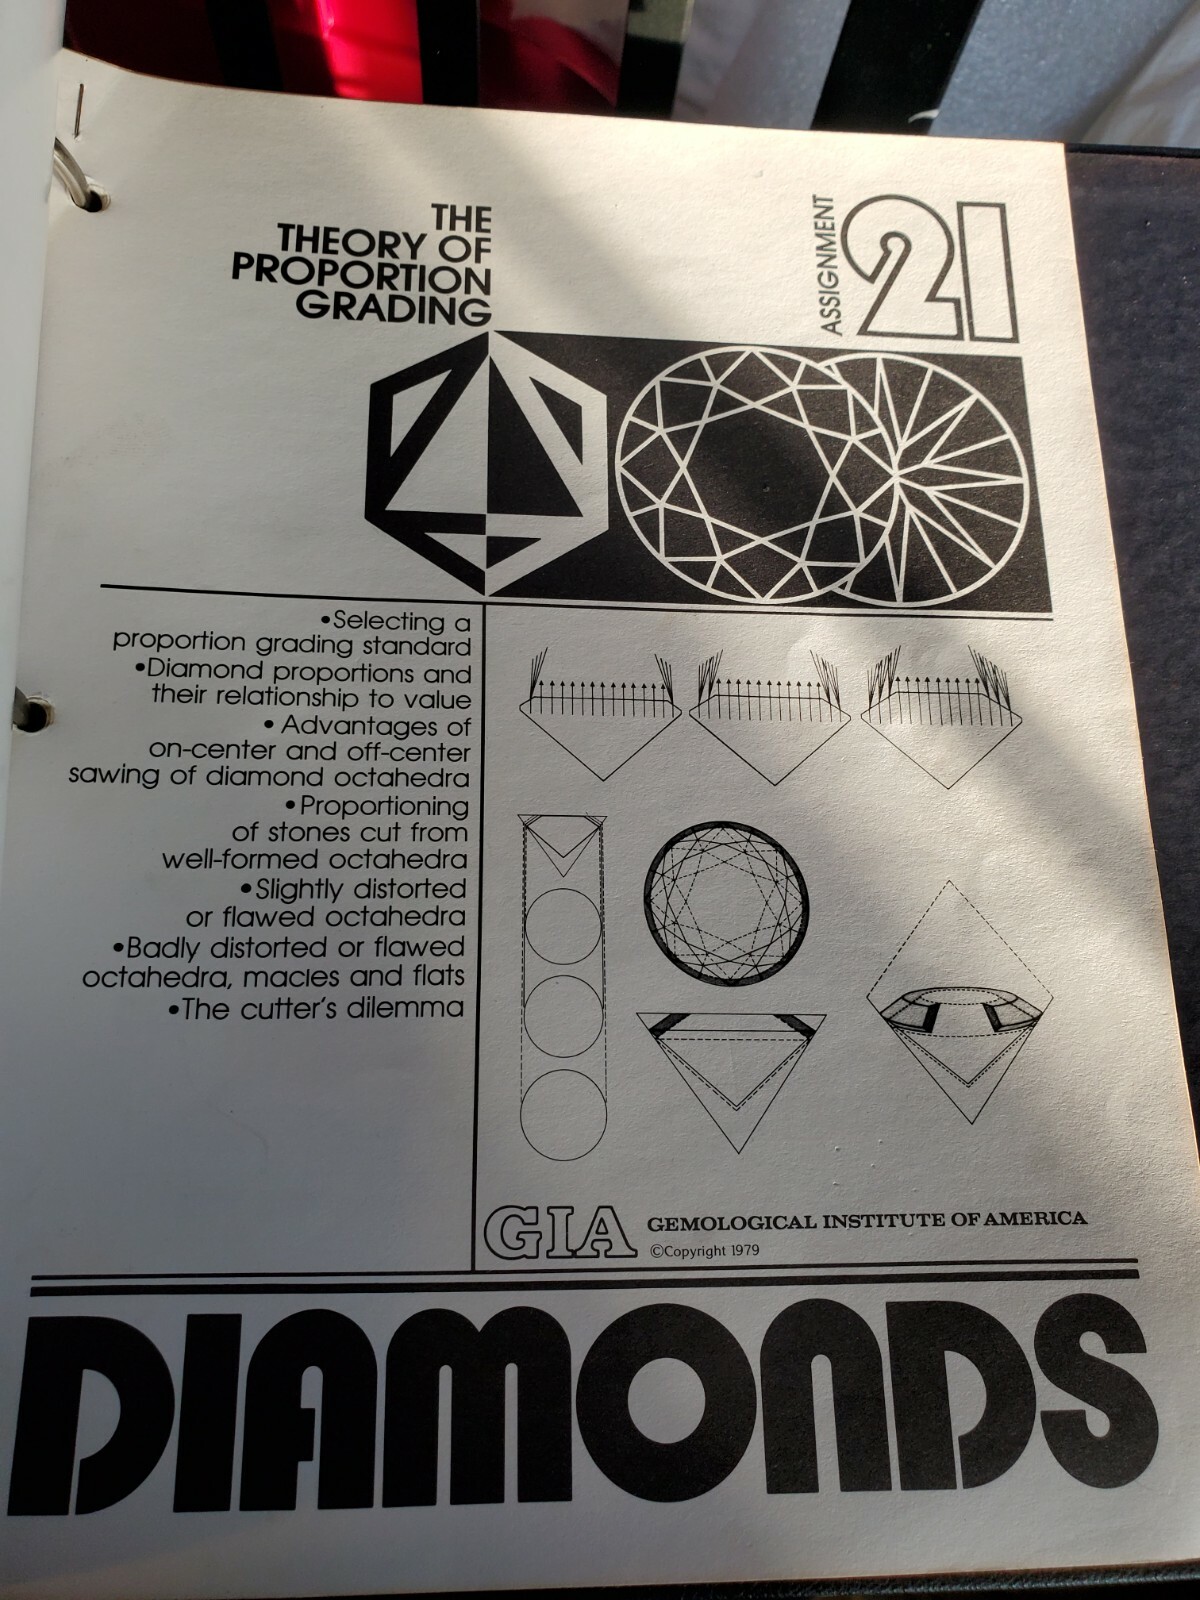 THE
THEORY OF
PROPORTION
GRADING
ASSIGNMENT
21
•Selecting a
proportion grading standard
•Diamond proportions and
their relationship to value
• Advantages of
on-center and off-center
sawing of diamond octahedra
•Proportioning
of stones cut from
well-formed octahedra
•Slightly distorted
or flawed octahedra
•Badly distorted or flawed
octahedra, macles and flats
•The cutter's dilemma
GIA GEMOLOGICAL INSTITUTE OF AMERICA
©Copyright 1979
DIAMONDS